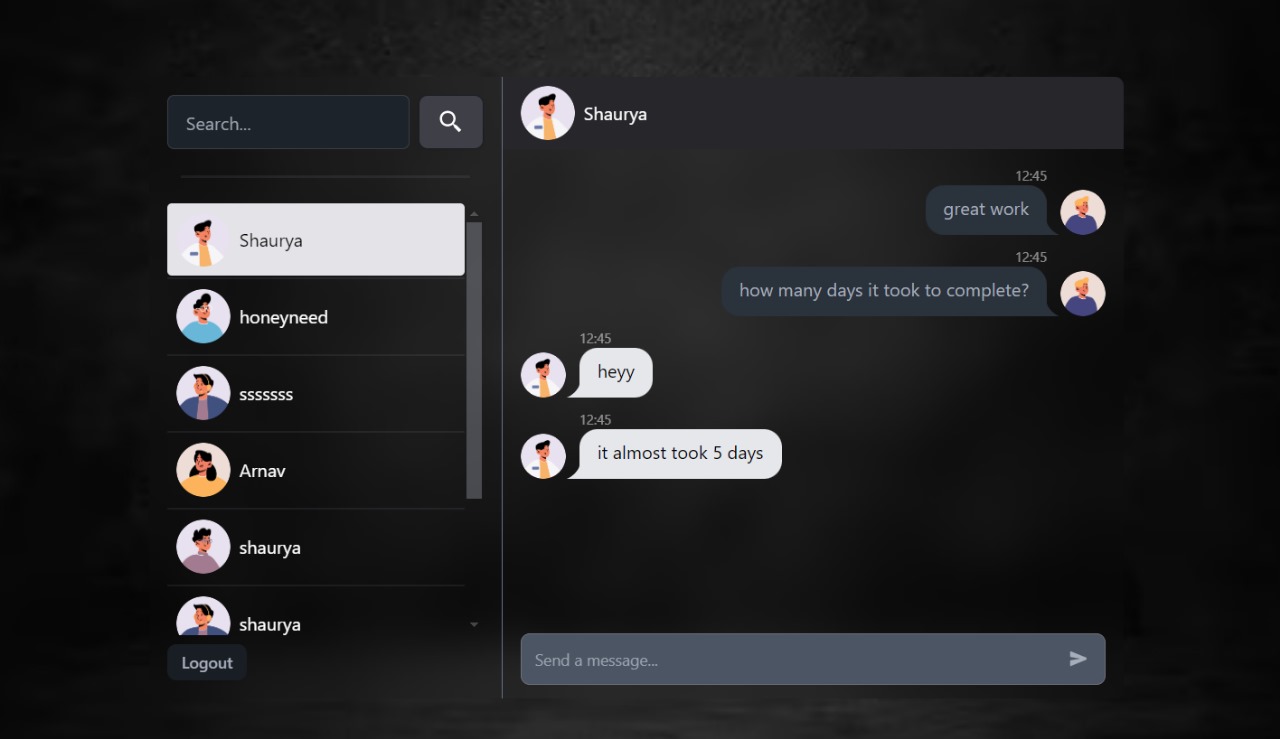 Search...
Shaurya
honeyneed
sssssss
Arnav
shaurya
shaurya
Logout
Shaurya
12:45
great work
12:45
how many days it took to complete?
12:45
heyy
12:45
it almost took 5 days
Send a message...